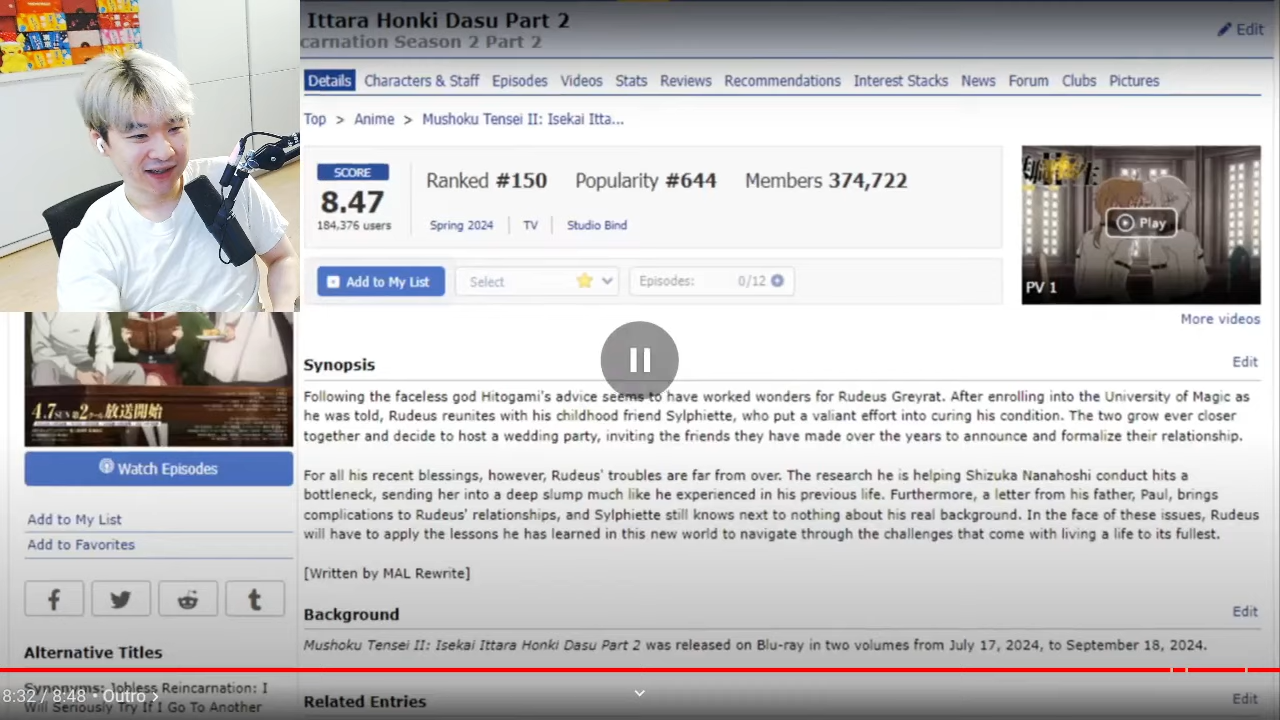 Ittara Honki Dasu Part 2
carnation Season 2 Part 2
Edit
Details Characters & Staff Episodes Videos Stats Reviews Recommendations Interest Stacks News Forum Clubs Pictures
Top > Anime > Mushoku Tensei II: Isekai Itta...
SCORE
8.47
184,376 users
Ranked #150 Popularity #644 Members 374,722
Spring 2024 | TV | Studio Bind
Add to My List
Select
Episodes: 0/12
Play
PV 1
More videos
Synopsis
Edit
Following the faceless god Hitogami's advice seems to have worked wonders for Rudeus Greyrat. After enrolling into the University of Magic as
he was told, Rudeus reunites with his childhood friend Sylphiette, who put a valiant effort into curing his condition. The two grow ever closer
together and decide to host a wedding party, inviting the friends they have made over the years to announce and formalize their relationship.
For all his recent blessings, however, Rudeus' troubles are far from over. The research he is helping Shizuka Nanahoshi conduct hits a
bottleneck, sending her into a deep slump much like he experienced in his previous life. Furthermore, a letter from his father, Paul, brings
complications to Rudeus' relationships, and Sylphiette still knows next to nothing about his real background. In the face of these issues, Rudeus
will have to apply the lessons he has learned in this new world to navigate through the challenges that come with living a life to its fullest.
[Written by MAL Rewrite]
Background
Edit
Mushoku Tensei II: Isekai Ittara Honki Dasu Part 2 was released on Blu-ray in two volumes from July 17, 2024, to September 18, 2024.
Related Entries
Edit
4.7 SUN 第2クール 放送開始
Watch Episodes
Add to My List
Add to Favorites
Alternative Titles
Synonyms: Jobless Reincarnation: I
Will Seriously Try If I Go To Another
8:32 / 8:48 • Outro >